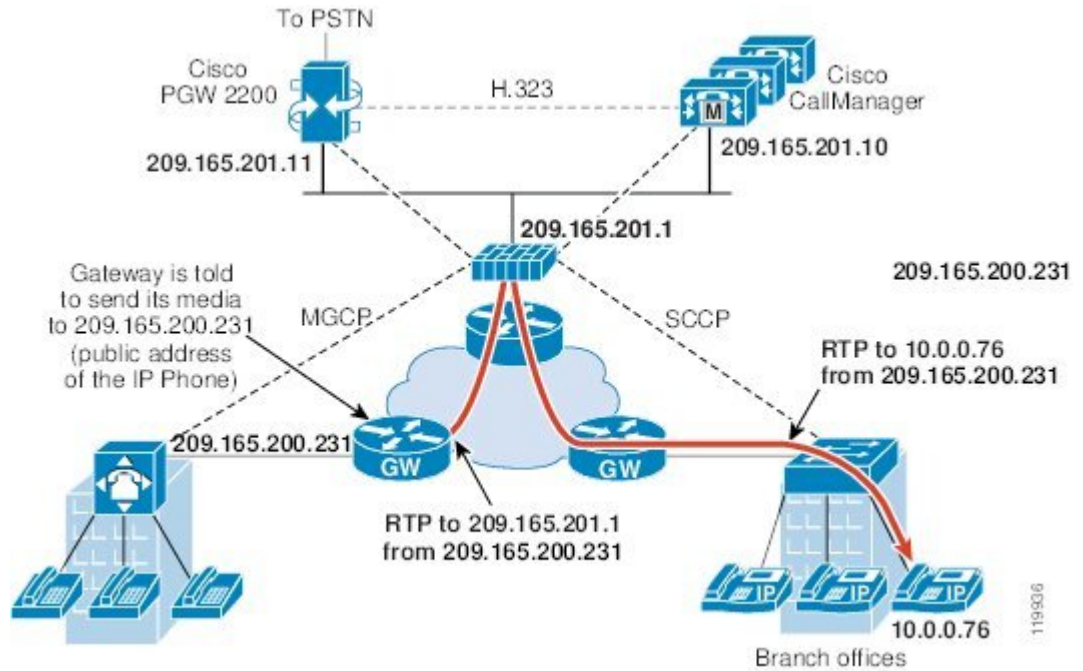 To PSTN
Cisco
PGW 2200
H.323
M
Cisco
CallManager
209.165.201.11
209.165.201.10
209.165.201.1
Gateway is told
to send its media
to 209.165.200.231
(public address
of the IP Phone)
MGCP
SCCP
209.165.200.231
RTP to 10.0.0.76
from 209.165.200.231
209.165.200.231
GW
GW
RTP to 209.165.201.1
from 209.165.200.231
IP
IP
IP
10.0.0.76
Branch offices
119936